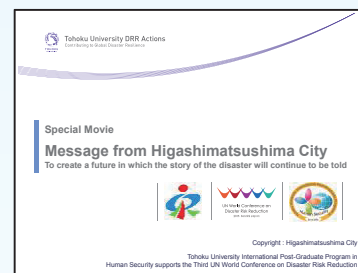 Tohoku University DRR Actions
Contributing to Global Disaster Resilience
Special Movie
Message from Higashimatsushima City
To create a future in which the story of the disaster will continue to be told
UN World Conference on
Disaster Risk Reduction
Human Security
Copyright : Higashimatsushima City
Tohoku University International Post-Graduate Program in
Human Security supports the Third UN World Conference on Disaster Risk Reduction